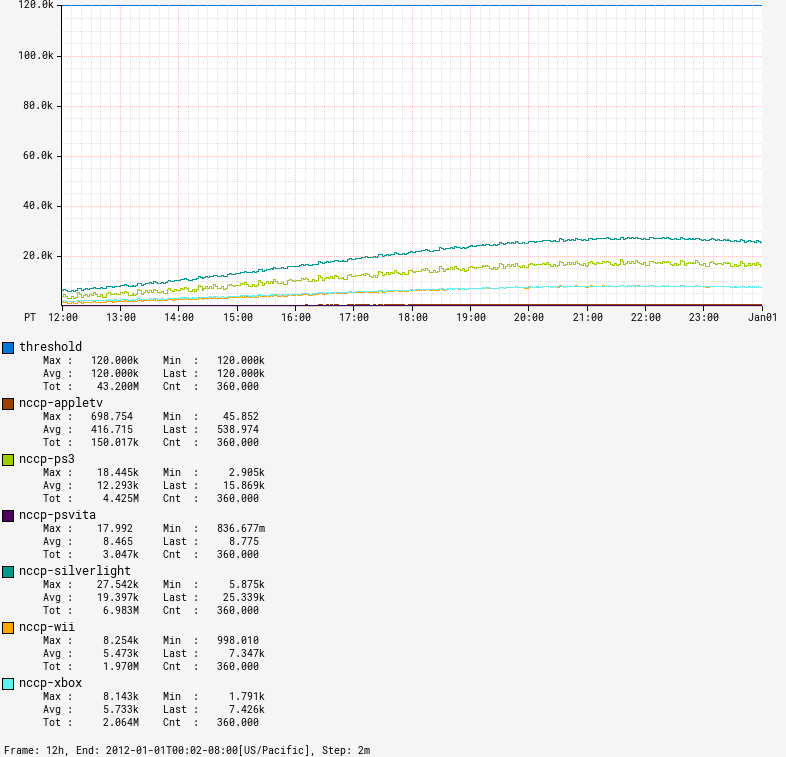 120.0k
100.0k
80.0k
60.0k
40.0k
20.0k
PT 12:00 13:00 14:00 15:00 16:00 17:00 18:00 19:00 20:00 21:00 22:00 23:00 Jan01
threshold
Max : 120.000k Min : 120.000k
Avg : 120.000k Last : 120.000k
Tot : 43.200M Cnt : 360.000
nccp-appletv
Max : 698.754 Min : 45.852
Avg : 416.715 Last : 538.974
Tot : 150.017k Cnt : 360.000
nccp-ps3
Max : 18.445k Min : 2.905k
Avg : 12.293k Last : 15.869k
Tot : 4.425M Cnt : 360.000
nccp-psvita
Max : 17.992 Min : 836.677m
Avg : 8.465 Last : 8.775
Tot : 3.047k Cnt : 360.000
nccp-silverlight
Max : 27.542k Min : 5.875k
Avg : 19.397k Last : 25.339k
Tot : 6.983M Cnt : 360.000
nccp-wii
Max : 8.254k Min : 998.010
Avg : 5.473k Last : 7.347k
Tot : 1.970M Cnt : 360.000
nccp-xbox
Max : 8.143k Min : 1.791k
Avg : 5.733k Last : 7.426k
Tot : 2.064M Cnt : 360.000
Frame: 12h, End: 2012-01-01T00:02-08:00[US/Pacific], Step: 2m